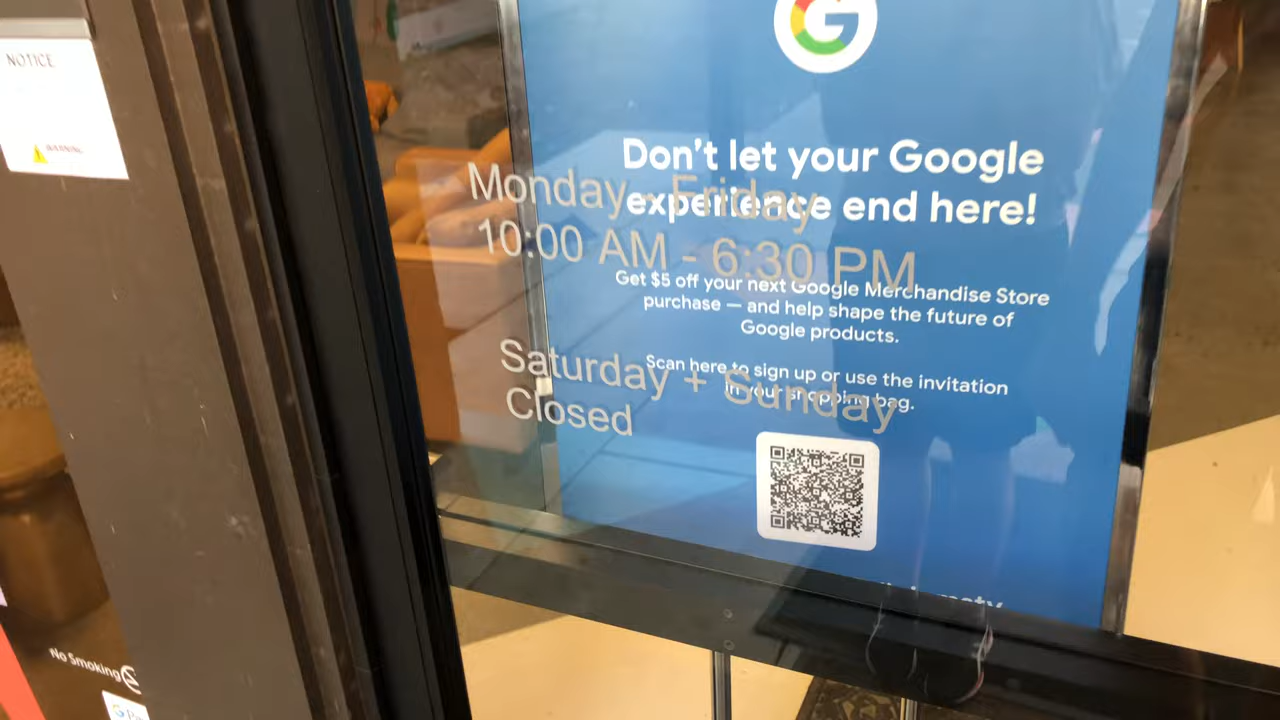 NOTICE
WARNING
Don't let your Google
experience end here!
Monday - Friday
10:00 AM - 6:30 PM
Get $5 off your next Google Merchandise Store
purchase — and help shape the future of
Google products.
Scan here to sign up or use the invitation
in your shopping bag.
Saturday + Sunday
Closed
No Smoking
G Pay